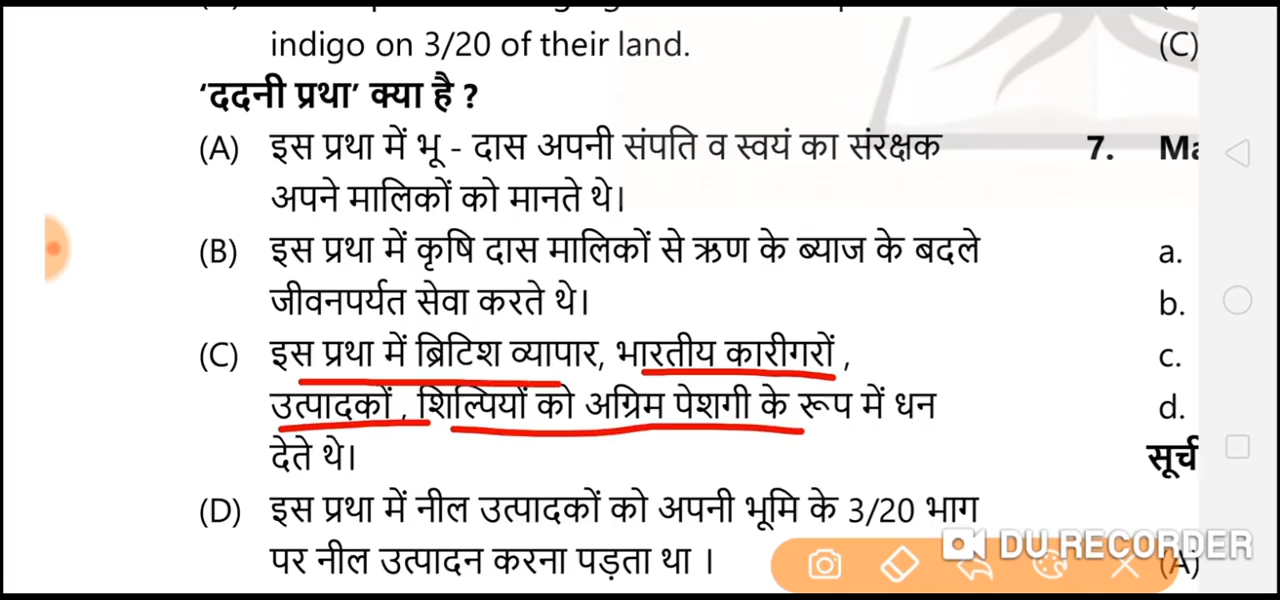 indigo on 3/20 of their land.
(C)
‘ददनी प्रथा’ क्या है ?
(A) इस प्रथा में भू - दास अपनी संपति व स्वयं का संरक्षक
7. Ma
अपने मालिकों को मानते थे।
(B) इस प्रथा में कृषि दास मालिकों से ऋण के ब्याज के बदले
a.
जीवनपर्यत सेवा करते थे।
b.
(C) इस प्रथा में ब्रिटिश व्यापार, भारतीय कारीगरों ,
c.
उत्पादकों , शिल्पियों को अग्रिम पेशगी के रूप में धन
d.
देते थे।
सूची
(D) इस प्रथा में नील उत्पादकों को अपनी भूमि के 3/20 भाग
DU RECORDER
पर नील उत्पादन करना पड़ता था ।
(A)